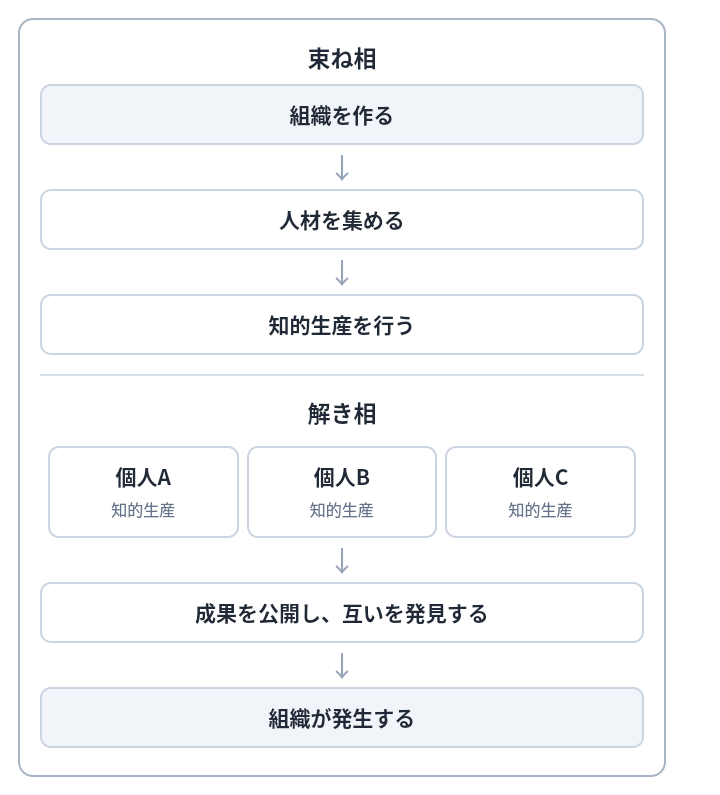 束ね相
組織を作る
人材を集める
知的生産を行う
解き相
個人A
知的生産
個人B
知的生産
個人C
知的生産
成果を公開し、互いを発見する
組織が発生する